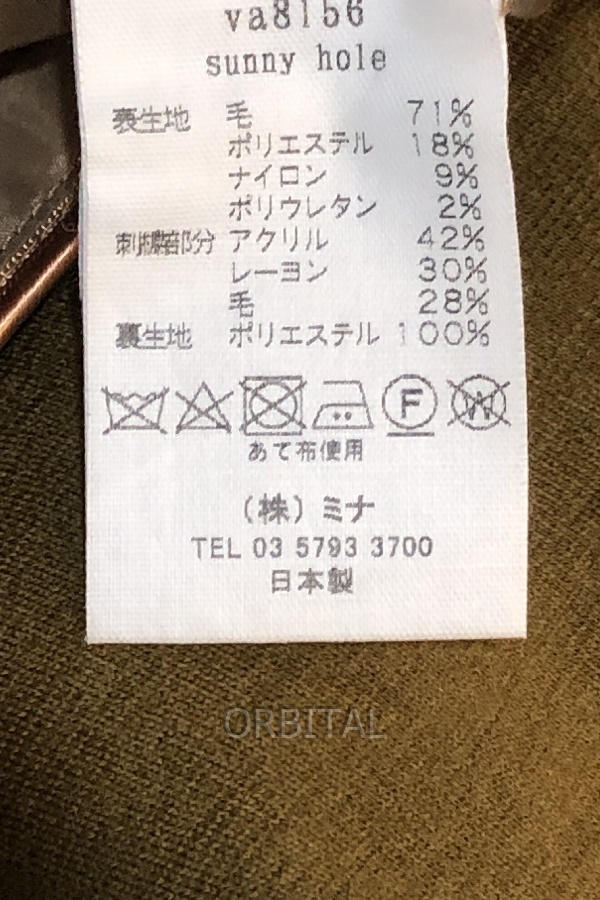 va8156
sunny hole
表生地 毛 71%
ポリエステル 18%
ナイロン 9%
ポリウレタン 2%
刺繍部分 アクリル 42%
レーヨン 30%
毛 28%
裏生地 ポリエステル 100%
F W
あて布使用
（株）ミナ
TEL 03 5793 3700
日本製
ORBITAL